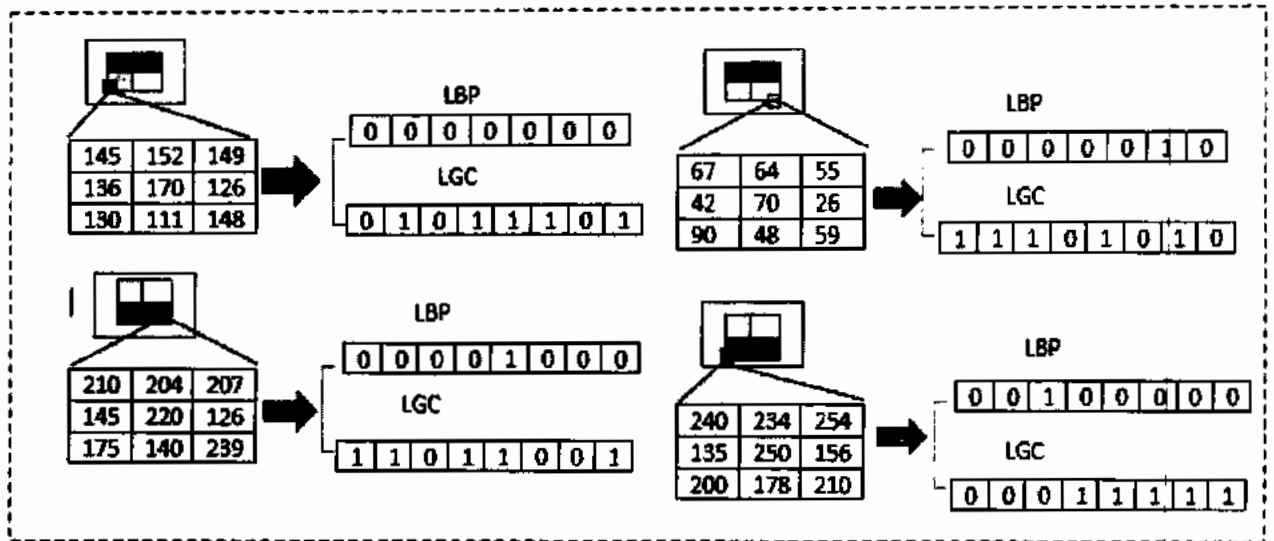 LBP
0 0 0 0 0 0 0
LGC
0 1 0 1 1 1 0 1
145 152 149
136 170 126
130 111 148
LBP
0 0 0 0 0 1 0
LGC
1 1 1 0 1 0 1 0
67 64 55
42 70 26
90 48 59
LBP
0 0 0 0 1 0 0 0
LGC
1 1 0 1 1 0 0 1
210 204 207
145 220 126
175 140 239
LBP
0 0 1 0 0 0 0 0
LGC
0 0 0 1 1 1 1 1
240 234 254
135 250 156
200 178 210